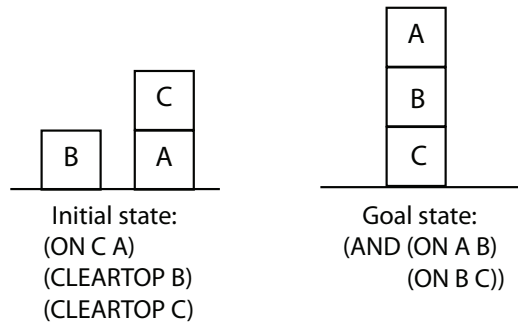 B
C
A
A
B
C
Initial state:
(ON C A)
(CLEARTOP B)
(CLEARTOP C)
Goal state:
(AND (ON A B)
(ON B C))